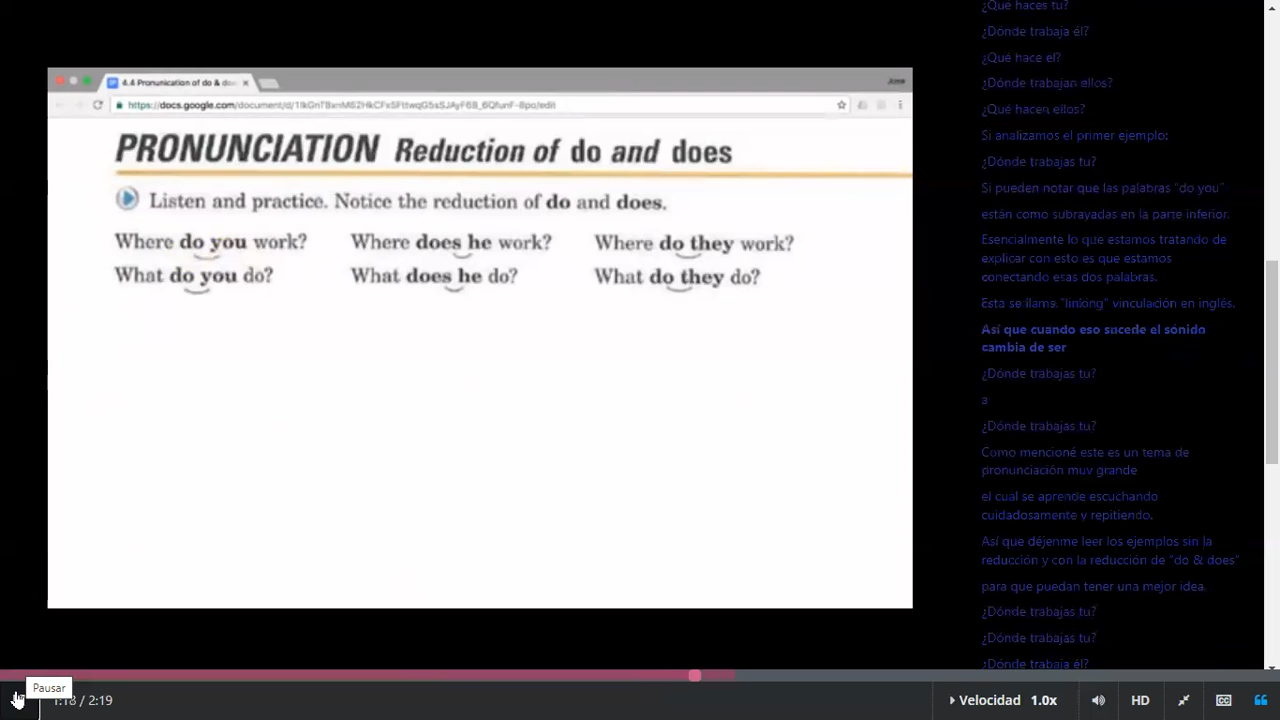 4.4 Pronunication of do & do
PRONUNCIATION Reduction of do and does
Listen and practice. Notice the reduction of do and does.
Where do you work? Where does he work? Where do they work?
What do you do? What does he do? What do they do?
¿Qué haces tu?
¿Dónde trabaja él?
¿Qué hace el?
¿Dónde trabajan ellos?
¿Qué hacen ellos?
Si analizamos el primer ejemplo:
¿Dónde trabajas tu?
Si pueden notar que las palabras "do you"
están como subrayadas en la parte inferior.
Esencialmente lo que estamos tratando de
explicar con esto es que estamos
conectando esas dos palabras.
Esta se llama "linking" vinculación en inglés.
Así que cuando eso sucede el sonido
cambia de ser
¿Dónde trabajas tu?
a
¿Dónde trabajas tu?
Como mencioné este es un tema de
pronunciación muy grande
el cual se aprende escuchando
cuidadosamente y repitiendo.
Así que déjenme leer los ejemplos sin la
reducción y con la reducción de "do & does"
para que puedan tener una mejor idea.
¿Dónde trabajas tu?
¿Dónde trabajas tu?
¿Dónde trabaja él?
Pausar
1:18 / 2:19
Velocidad 1.0x
HD